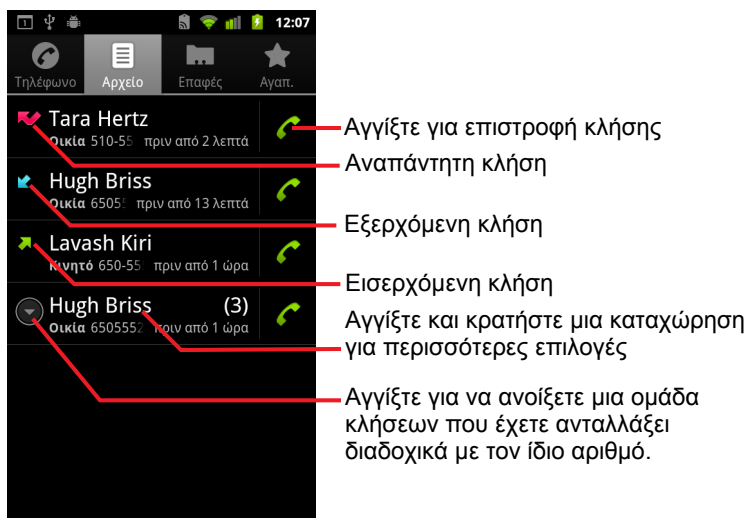 1 12:07
Τηλέφωνο Αρχείο Επαφές Αγαπ.
Tara Hertz
Οικία 510-55 πριν από 2 λεπτά
Hugh Briss
Οικία 6505 πριν από 13 λεπτά
Lavash Kiri
Κινητό 650-55 πριν από 1 ώρα
Hugh Briss (3)
Οικία 6505552 πριν από 1 ώρα
Αγγίξτε για επιστροφή κλήσης
Αναπάντητη κλήση
Εξερχόμενη κλήση
Εισερχόμενη κλήση
Αγγίξτε και κρατήστε μια καταχώρηση
για περισσότερες επιλογές
Αγγίξτε για να ανοίξετε μια ομάδα
κλήσεων που έχετε ανταλλάξει
διαδοχικά με τον ίδιο αριθμό.